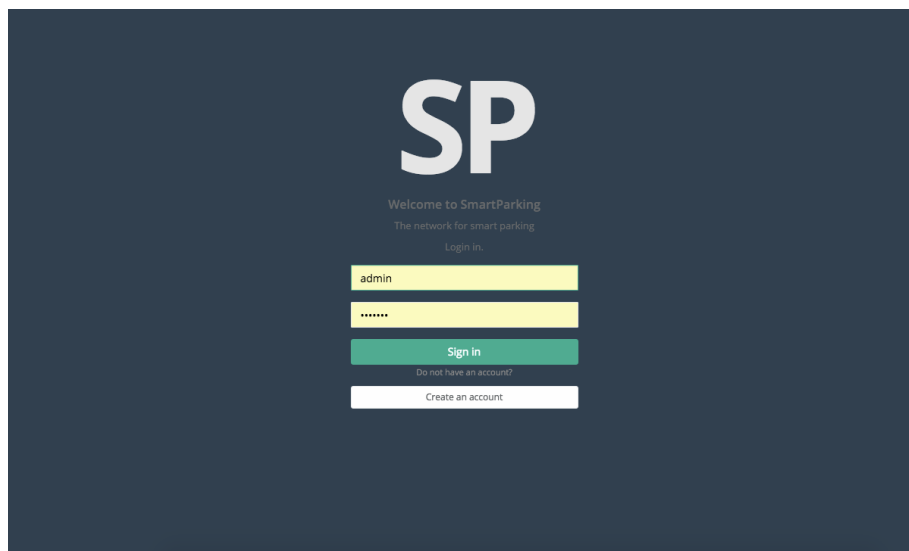 SP
Welcome to SmartParking
The network for smart parking
Login in.
admin
•••••••
Sign in
Do not have an account?
Create an account